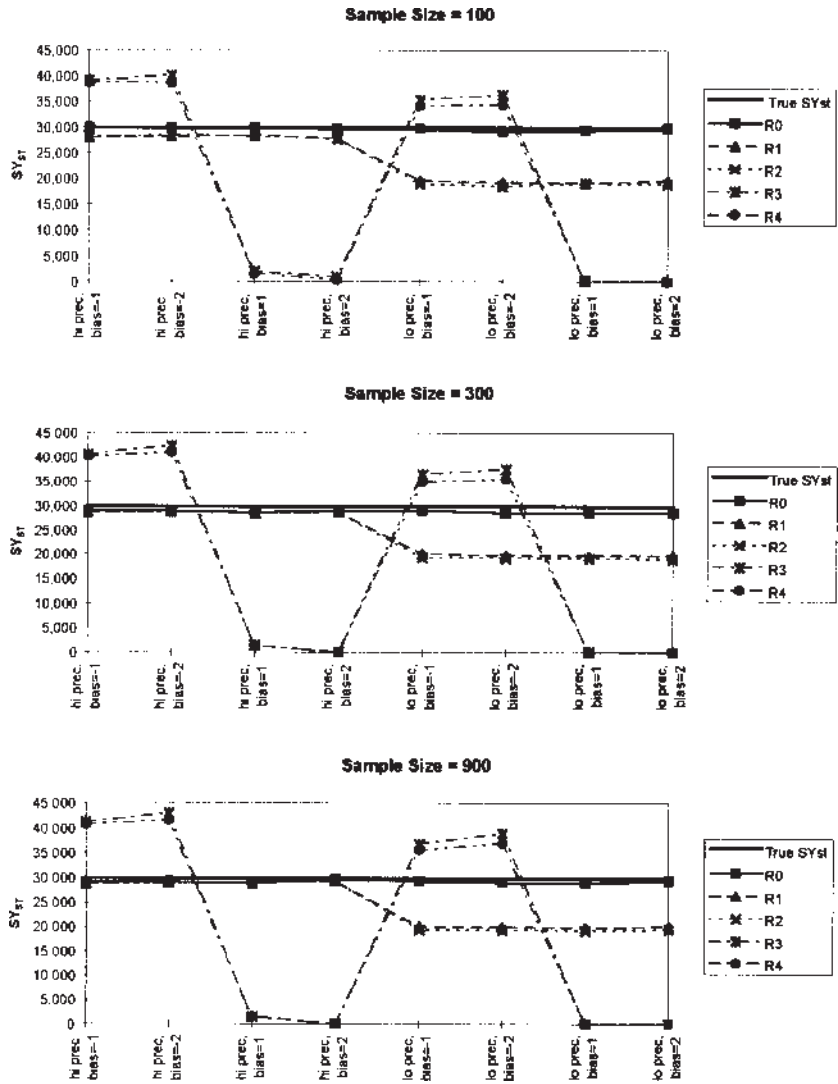 Sample Size = 100
45,000
40,000
35,000
30,000
25,000
20,000
15,000
10,000
5,000
0
SYST
hi prec, bias=-1
hi prec, bias=-2
hi prec, bias=1
hi prec, bias=2
lo prec, bias=-1
lo prec, bias=-2
lo prec, bias=1
lo prec, bias=2
True SYst
R0
R1
R2
R3
R4
Sample Size = 300
45 000
40 000
35,000
30,000
25,000
20,000
15,000
10,000
5,000
0
SYST
hi prec, bias=-1
hi prec, bias=-2
hi prec, bias=1
hi prec, bias=2
lo prec, bias=-1
lo prec, bias=-2
lo prec, bias=1
lo prec, bias=2
True SYst
R0
R1
R2
R3
R4
Sample Size = 900
45 000
40 000
35 000
30 000
25 000
20 000
15 000
10 000
5.000
0
SYST
hi prec, bias=-1
hi prec, bias=-2
hi prec, bias=1
hi prec, bias=2
lo prec, bias=-1
lo prec, bias=-2
lo prec, bias=1
lo prec, bias=2
True SYst
R0
R1
R2
R3
R4